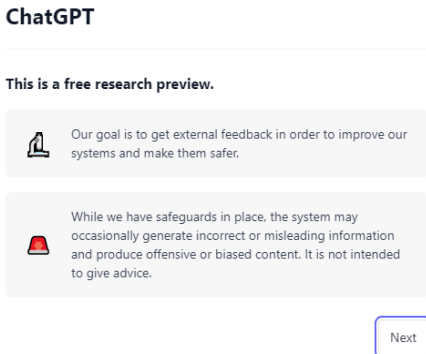 ChatGPT
This is a free research preview.
Our goal is to get external feedback in order to improve our
systems and make them safer.
While we have safeguards in place, the system may
occasionally generate incorrect or misleading information
and produce offensive or biased content. It is not intended
to give advice.
Next